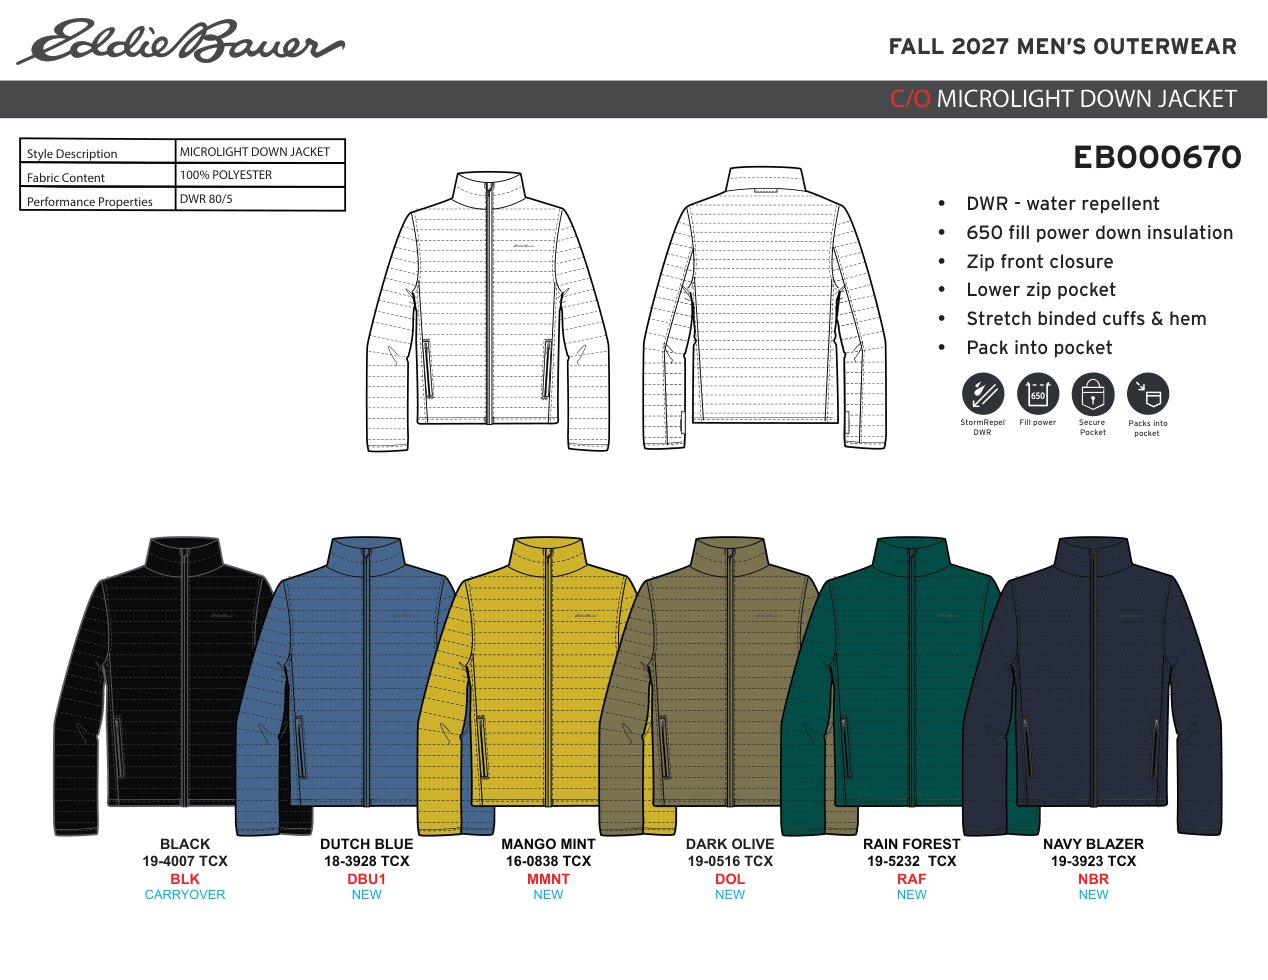 Eddie Bauer
FALL 2027 MEN'S OUTERWEAR
C/O MICROLIGHT DOWN JACKET
Style Description MICROLIGHT DOWN JACKET
Fabric Content 100% POLYESTER
Performance Properties DWR 80/5
EB000670
• DWR - water repellent
• 650 fill power down insulation
• Zip front closure
• Lower zip pocket
• Stretch binded cuffs & hem
• Pack into pocket
650
StormRepel DWR
Fill power
Secure Pocket
Packs into pocket
Eddie Bauer
BLACK
19-4007 TCX
BLK
CARRYOVER
DUTCH BLUE
18-3928 TCX
DBU1
NEW
MANGO MINT
16-0838 TCX
MMNT
NEW
DARK OLIVE
19-0516 TCX
DOL
NEW
RAIN FOREST
19-5232 TCX
RAF
NEW
NAVY BLAZER
19-3923 TCX
NBR
NEW